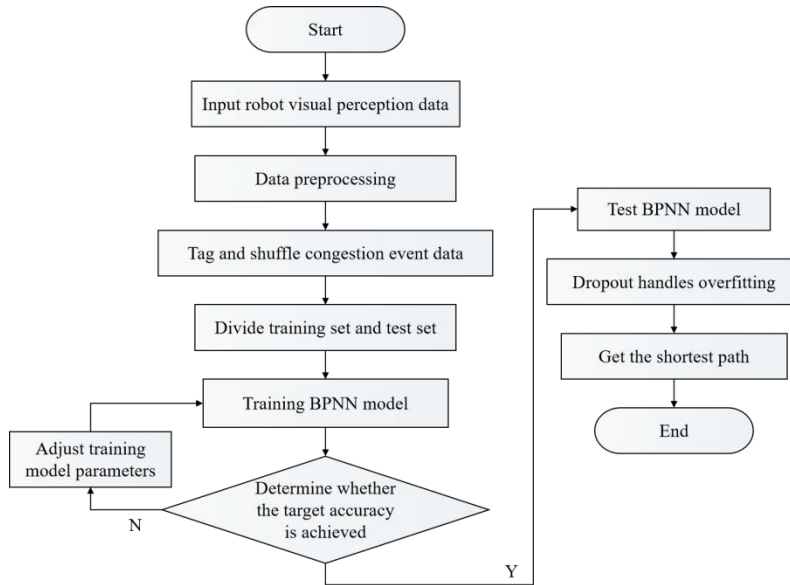 Start
Input robot visual perception data
Data preprocessing
Tag and shuffle congestion event data
Divide training set and test set
Training BPNN model
Adjust training
model parameters
Determine whether
the target accuracy
is achieved
N
Y
Test BPNN model
Dropout handles overfitting
Get the shortest path
End